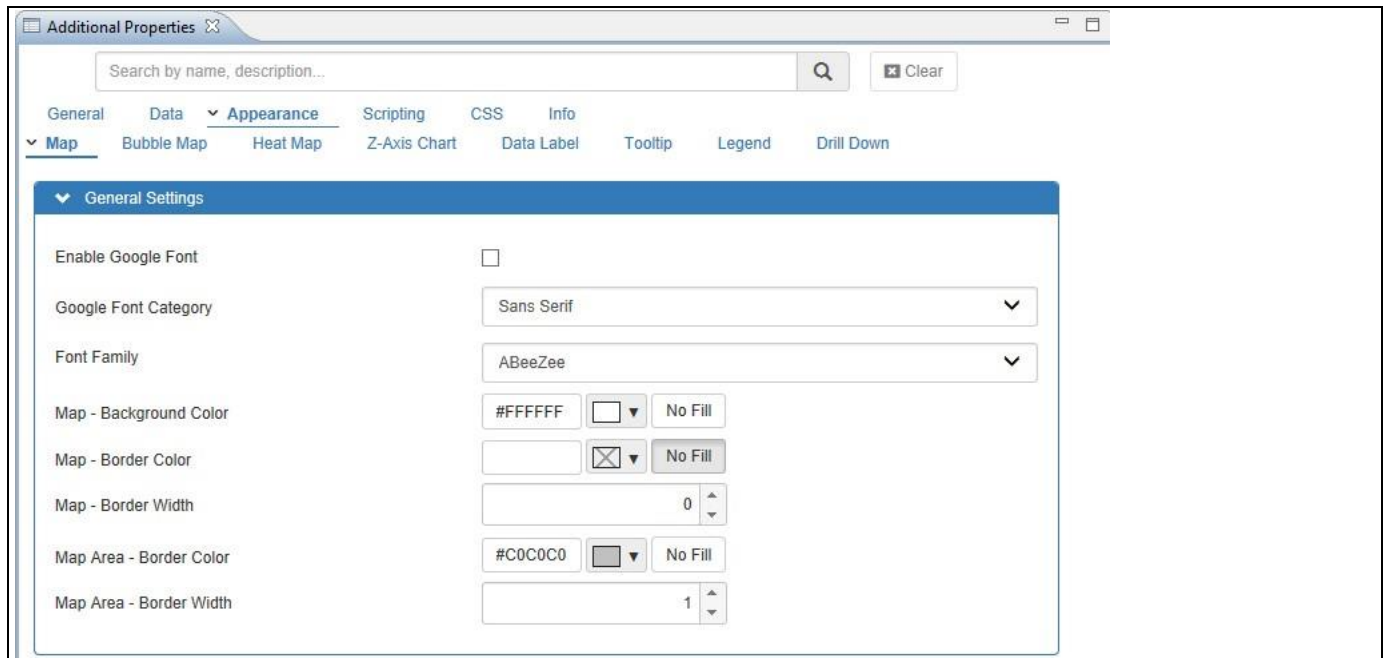 Additional Properties
Search by name, description...
Clear
General Data Appearance Scripting CSS Info
Map Bubble Map Heat Map Z-Axis Chart Data Label Tooltip Legend Drill Down
General Settings
Enable Google Font
Google Font Category Sans Serif
Font Family ABeeZee
Map - Background Color #FFFFFF No Fill
Map - Border Color No Fill
Map - Border Width 0
Map Area - Border Color #C0C0C0 No Fill
Map Area - Border Width 1